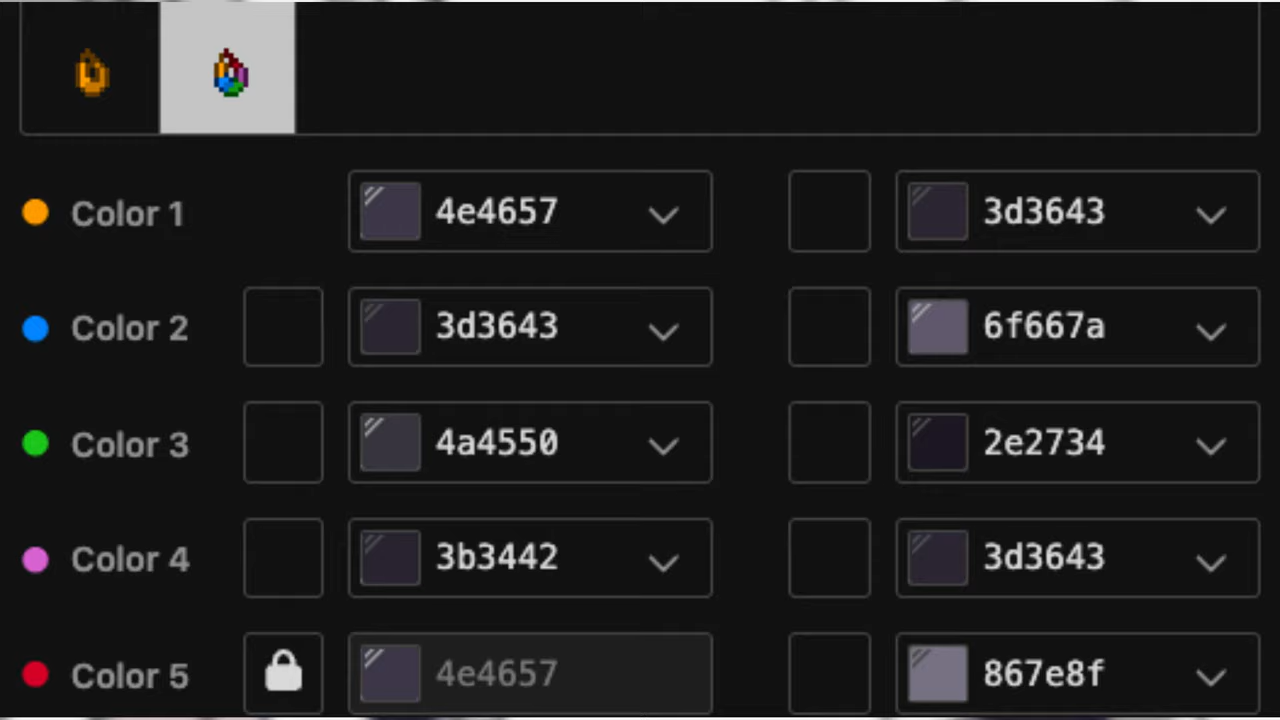 Color 1 4e4657 3d3643
Color 2 3d3643 6f667a
Color 3 4a4550 2e2734
Color 4 3b3442 3d3643
Color 5 4e4657 867e8f